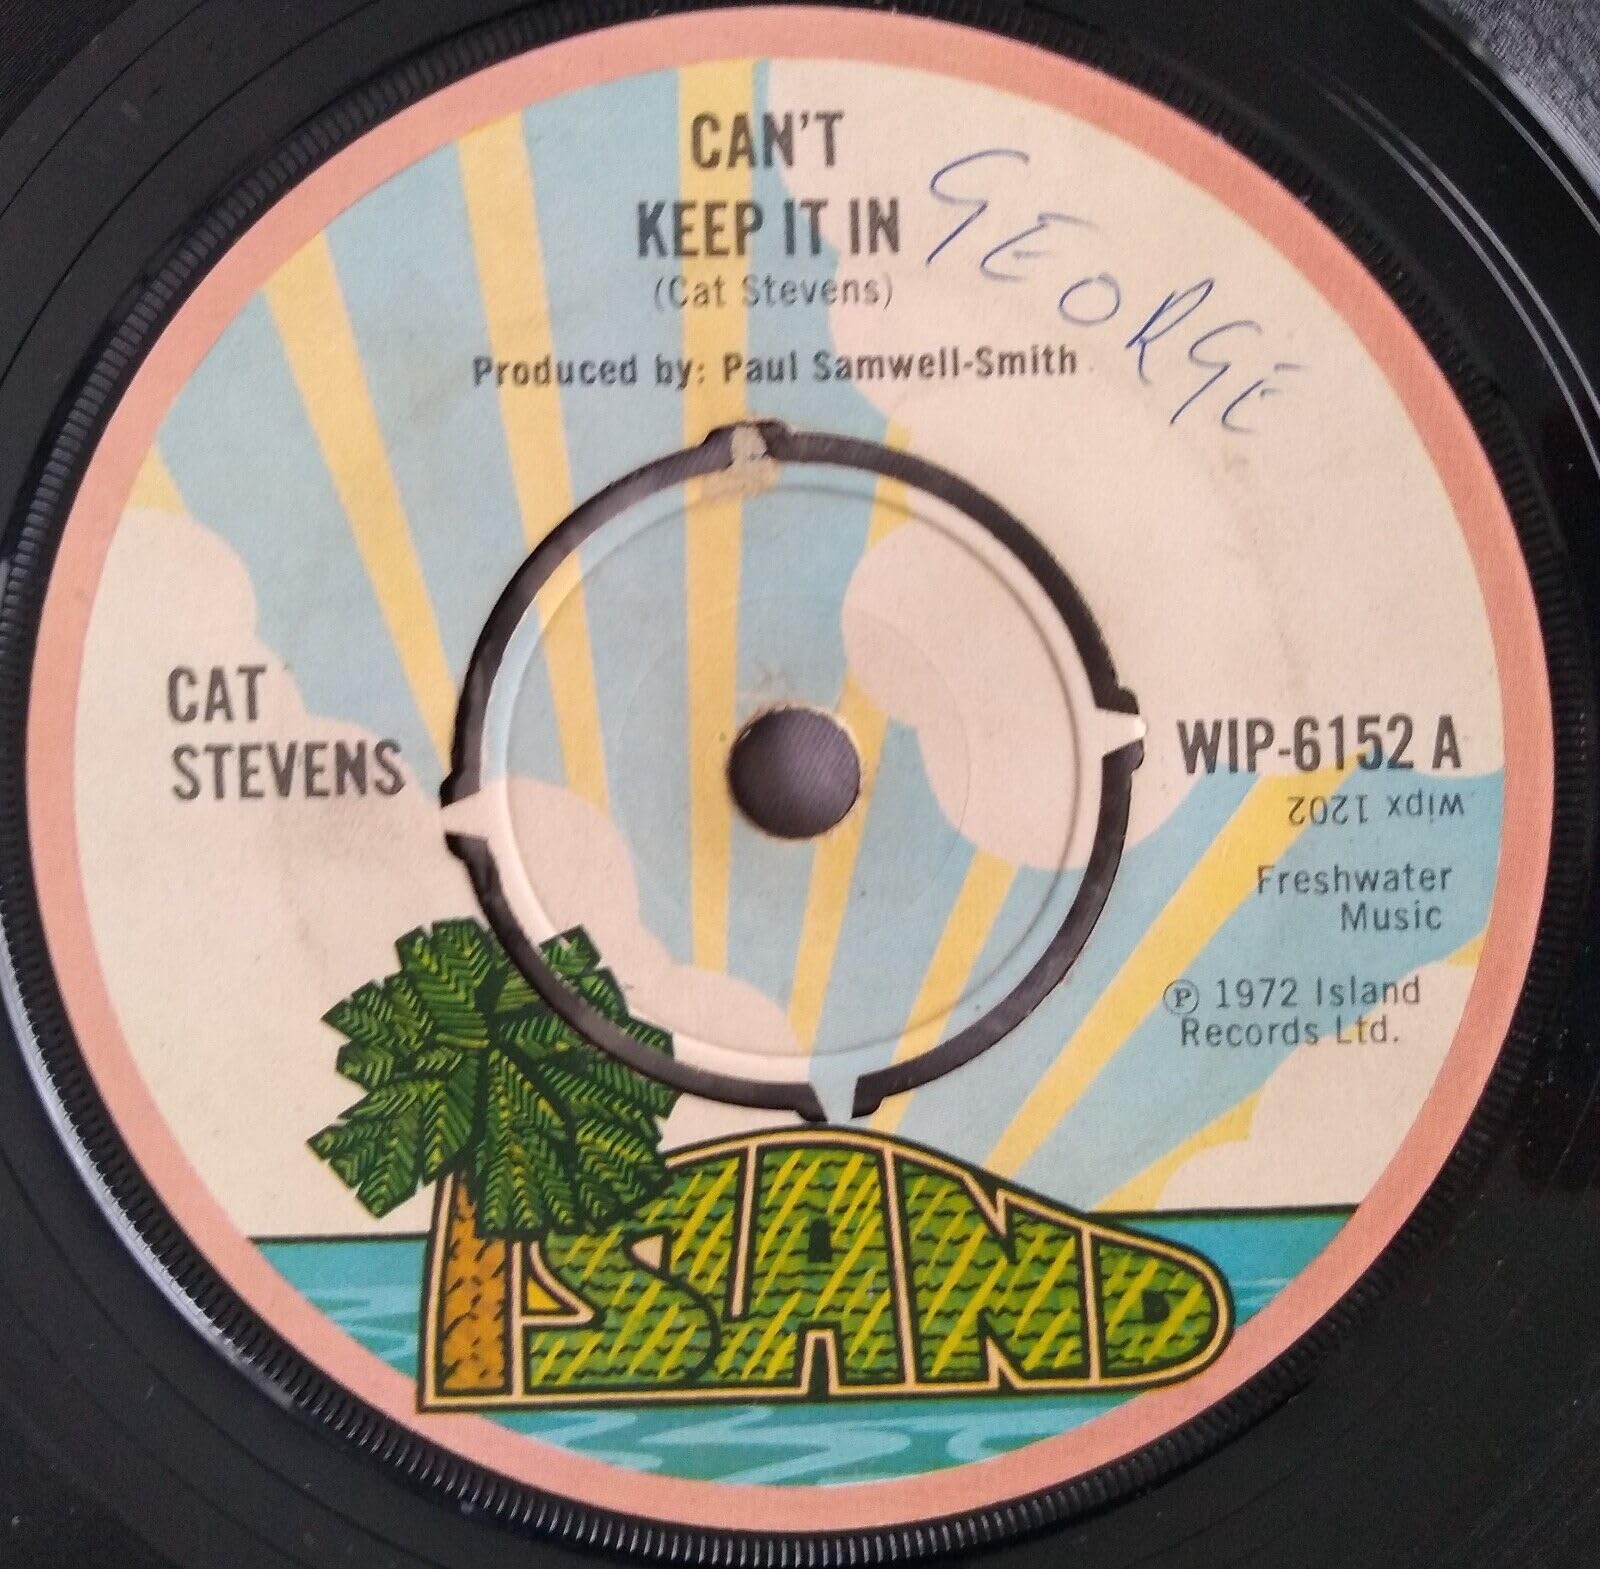 CAN'T
KEEP IT IN
(Cat Stevens)
GEORGE
Produced by: Paul Samwell-Smith
CAT
STEVENS
WIP-6152 A
wipx 1202
Freshwater
Music
Ⓟ 1972 Island
Records Ltd.
ISLAND